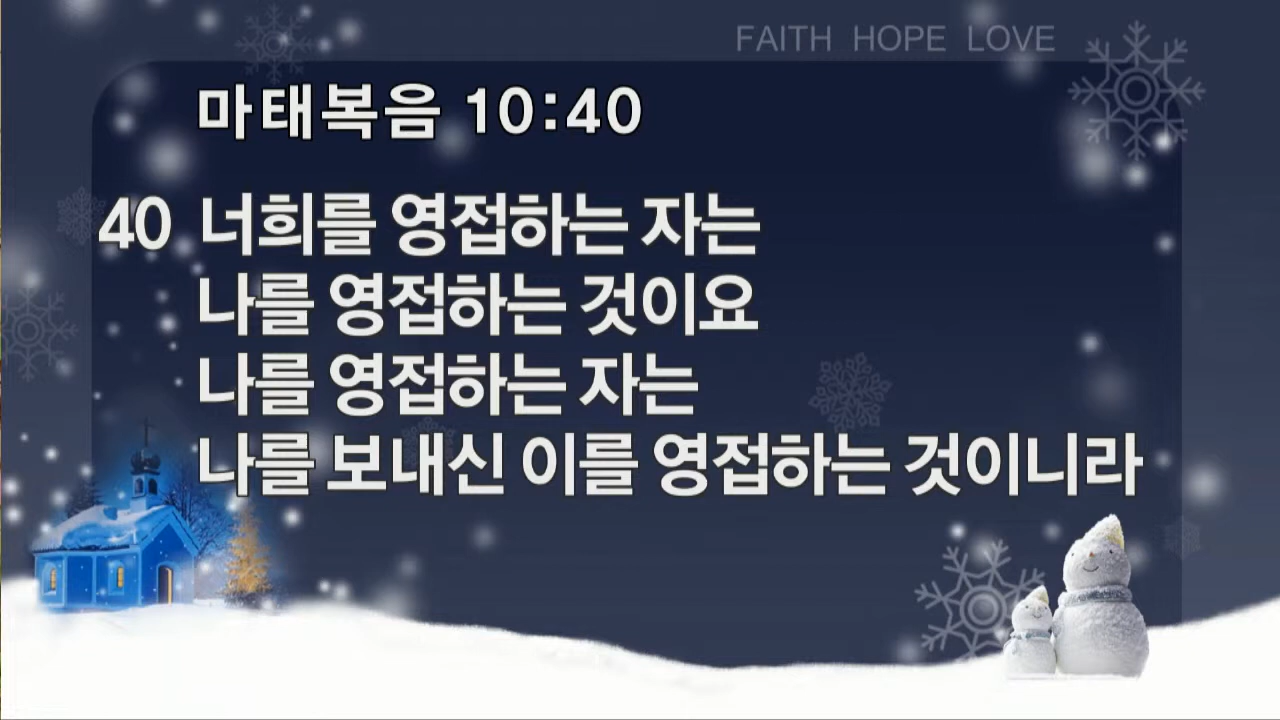 FAITH HOPE LOVE
마태복음 10:40
40 너희를 영접하는 자는
나를 영접하는 것이요
나를 영접하는 자는
나를 보내신 이를 영접하는 것이니라